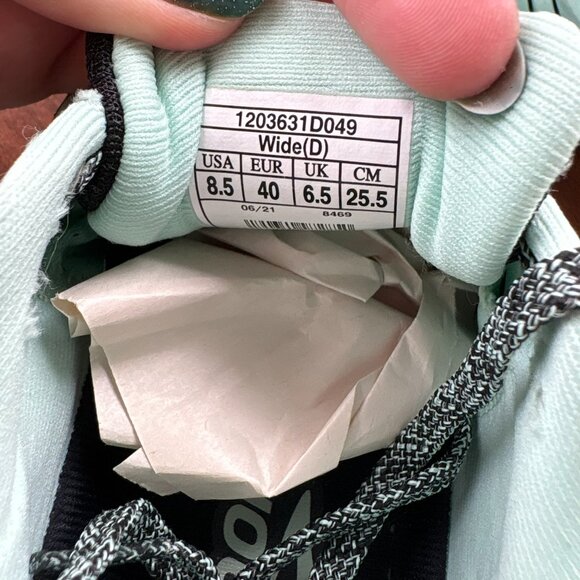 1203631D049
Wide(D)
USA EUR UK CM
8.5 40 6.5 25.5
06/21 8469